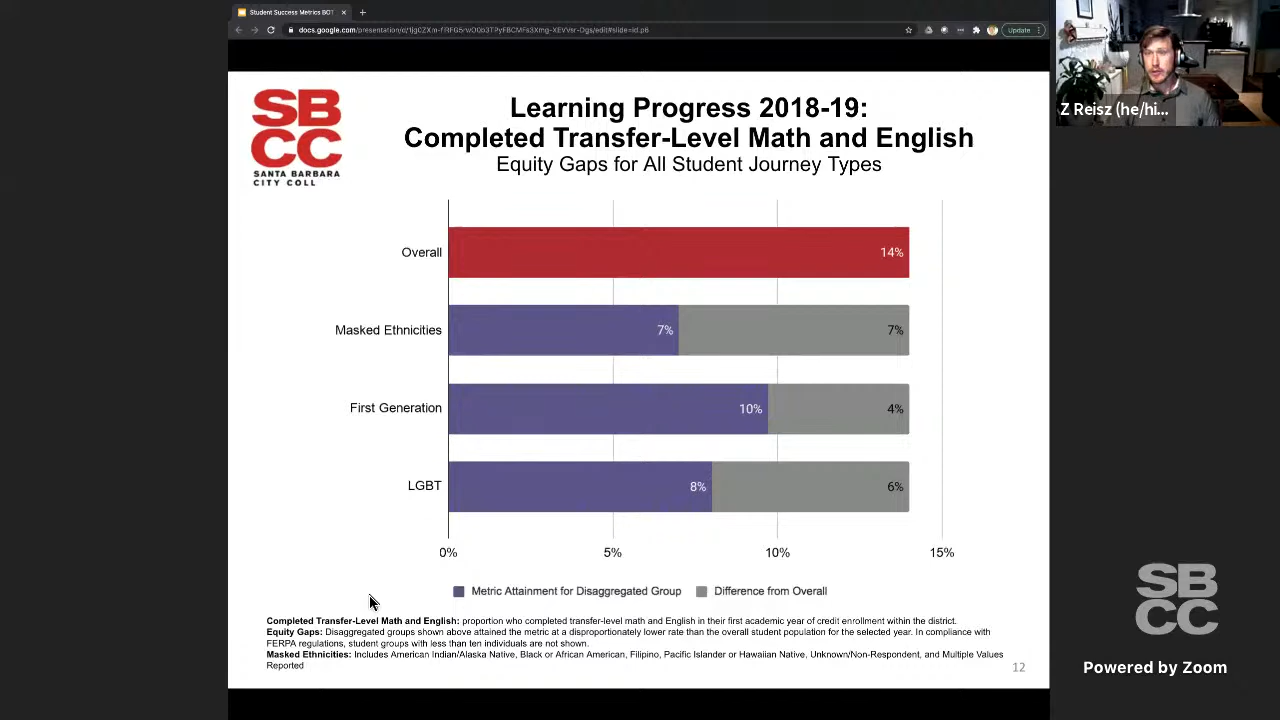 Student Success Metrics BOT
docs.google.com
Update
Z Reisz (he/hi...
SB
CC
SANTA BARBARA
CITY COLL
Learning Progress 2018-19:
Completed Transfer-Level Math and English
Equity Gaps for All Student Journey Types
Overall
14%
Masked Ethnicities
7%
7%
First Generation
10%
4%
LGBT
8%
6%
0%
5%
10%
15%
Metric Attainment for Disaggregated Group
Difference from Overall
Completed Transfer-Level Math and English: proportion who completed transfer-level math and English in their first academic year of credit enrollment within the district.
Equity Gaps: Disaggregated groups shown above attained the metric at a disproportionately lower rate than the overall student population for the selected year. In compliance with
FERPA regulations, student groups with less than ten individuals are not shown.
Masked Ethnicities: Includes American Indian/Alaska Native, Black or African American, Filipino, Pacific Islander or Hawaiian Native, Unknown/Non-Respondent, and Multiple Values
Reported
12
SB
CC
Powered by Zoom